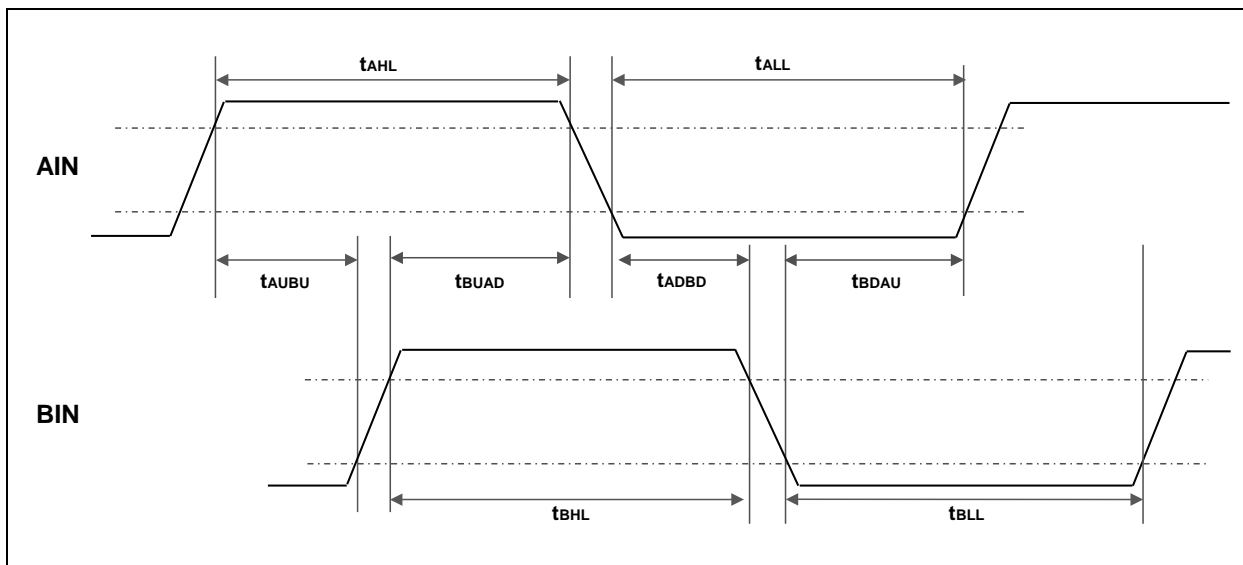 tAHL
tALL
AIN
tAUBU
tBUAD
tADBD
tBDAU
BIN
tBHL
tBLL